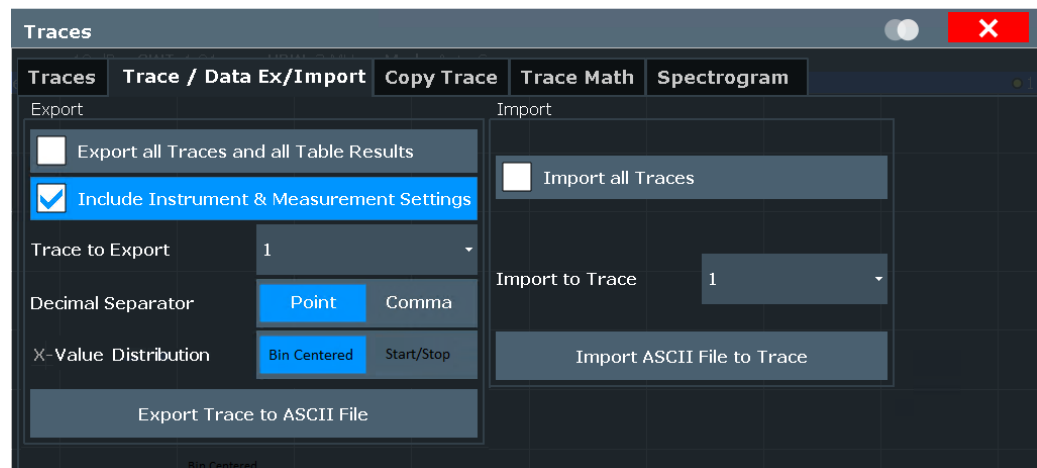 Traces
Traces Trace / Data Ex/Import Copy Trace Trace Math Spectrogram
Export
Export all Traces and all Table Results
Include Instrument & Measurement Settings
Trace to Export 1
Decimal Separator Point Comma
X-Value Distribution Bin Centered Start/Stop
Export Trace to ASCII File
Import
Import all Traces
Import to Trace 1
Import ASCII File to Trace
Bin Centered